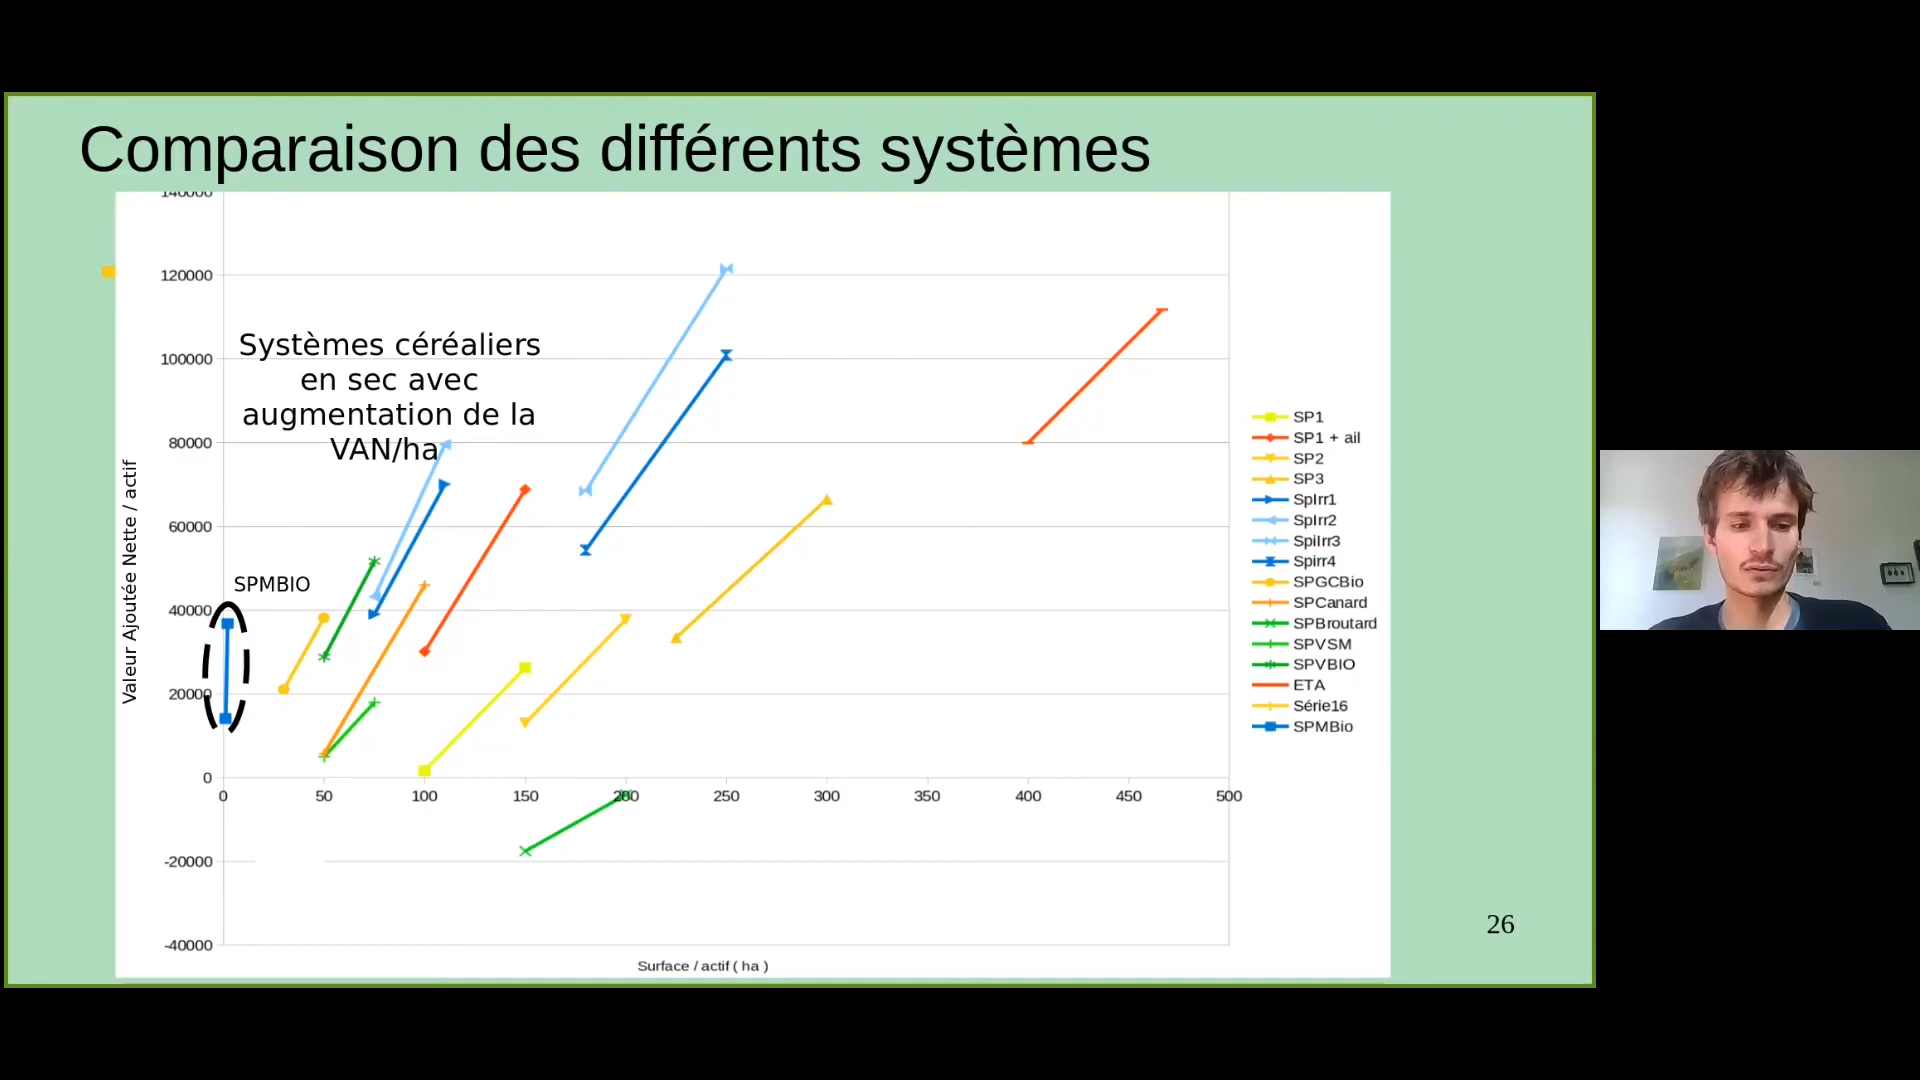 Comparaison des différents systèmes
140000
120000
100000
80000
60000
40000
20000
0
-20000
-40000
Valeur Ajoutée Nette / actif
Systèmes céréaliers
en sec avec
augmentation de la
VAN/ha
SPMBIO
0 50 100 150 200 250 300 350 400 450 500
Surface / actif ( ha )
SP1
SP1 + ail
SP2
SP3
SpIrr1
SpIrr2
SpiIrr3
Spirr4
SPGCBio
SPCanard
SPBroutard
SPVSM
SPVBIO
ETA
Série16
SPMBio
26